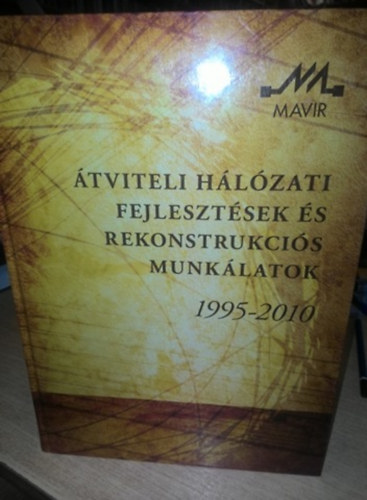 MAVIR
ÁTVITELI HÁLÓZATI
FEJLESZTÉSEK ÉS
REKONSTRUKCIÓS
MUNKÁLATOK
1995-2010